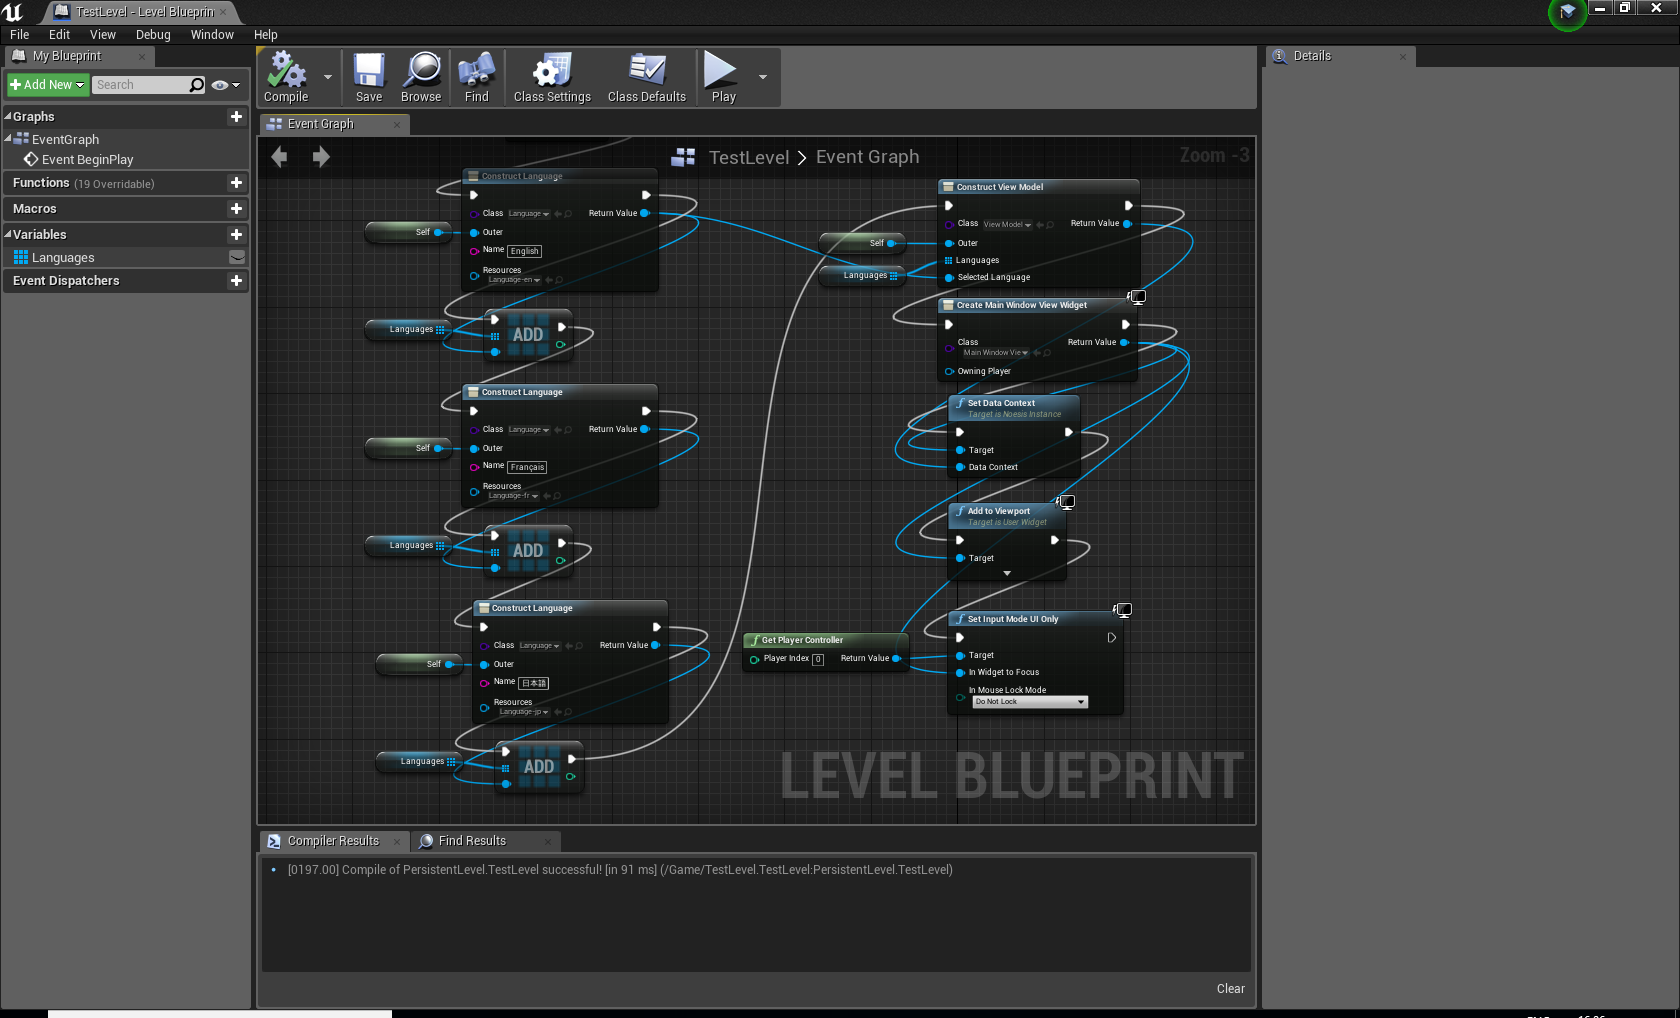 TestLevel - Level Blueprint
File Edit View Debug Window Help
My Blueprint
Add New
Search
Graphs
EventGraph
Event BeginPlay
Functions (19 Overridable)
Macros
Variables
Languages
Event Dispatchers
Compile
Save
Browse
Find
Class Settings
Class Defaults
Play
Event Graph
TestLevel > Event Graph
Zoom -3
Construct Language
Class Language
Return Value
Self
Outer
Name English
Resources
Language-en
Languages
ADD
Construct Language
Class Language
Return Value
Self
Outer
Name Français
Resources
Language-fr
Languages
ADD
Construct Language
Class Language
Return Value
Self
Outer
Name 日本語
Resources
Language-jp
Languages
ADD
Construct View Model
Class View Model
Return Value
Self
Outer
Languages
Languages
Selected Language
Create Main Window View Widget
Class
Return Value
Main Window Vie
Owning Player
Set Data Context
Target is Noesis Instance
Target
Data Context
Add to Viewport
Target is User Widget
Target
Get Player Controller
Player Index 0
Return Value
Set Input Mode UI Only
Target
In Widget to Focus
In Mouse Lock Mode
Do Not Lock
LEVEL BLUEPRINT
Compiler Results
Find Results
[0197.00] Compile of PersistentLevel.TestLevel successful! [in 91 ms] (/Game/TestLevel.TestLevel:PersistentLevel.TestLevel)
Clear
Details